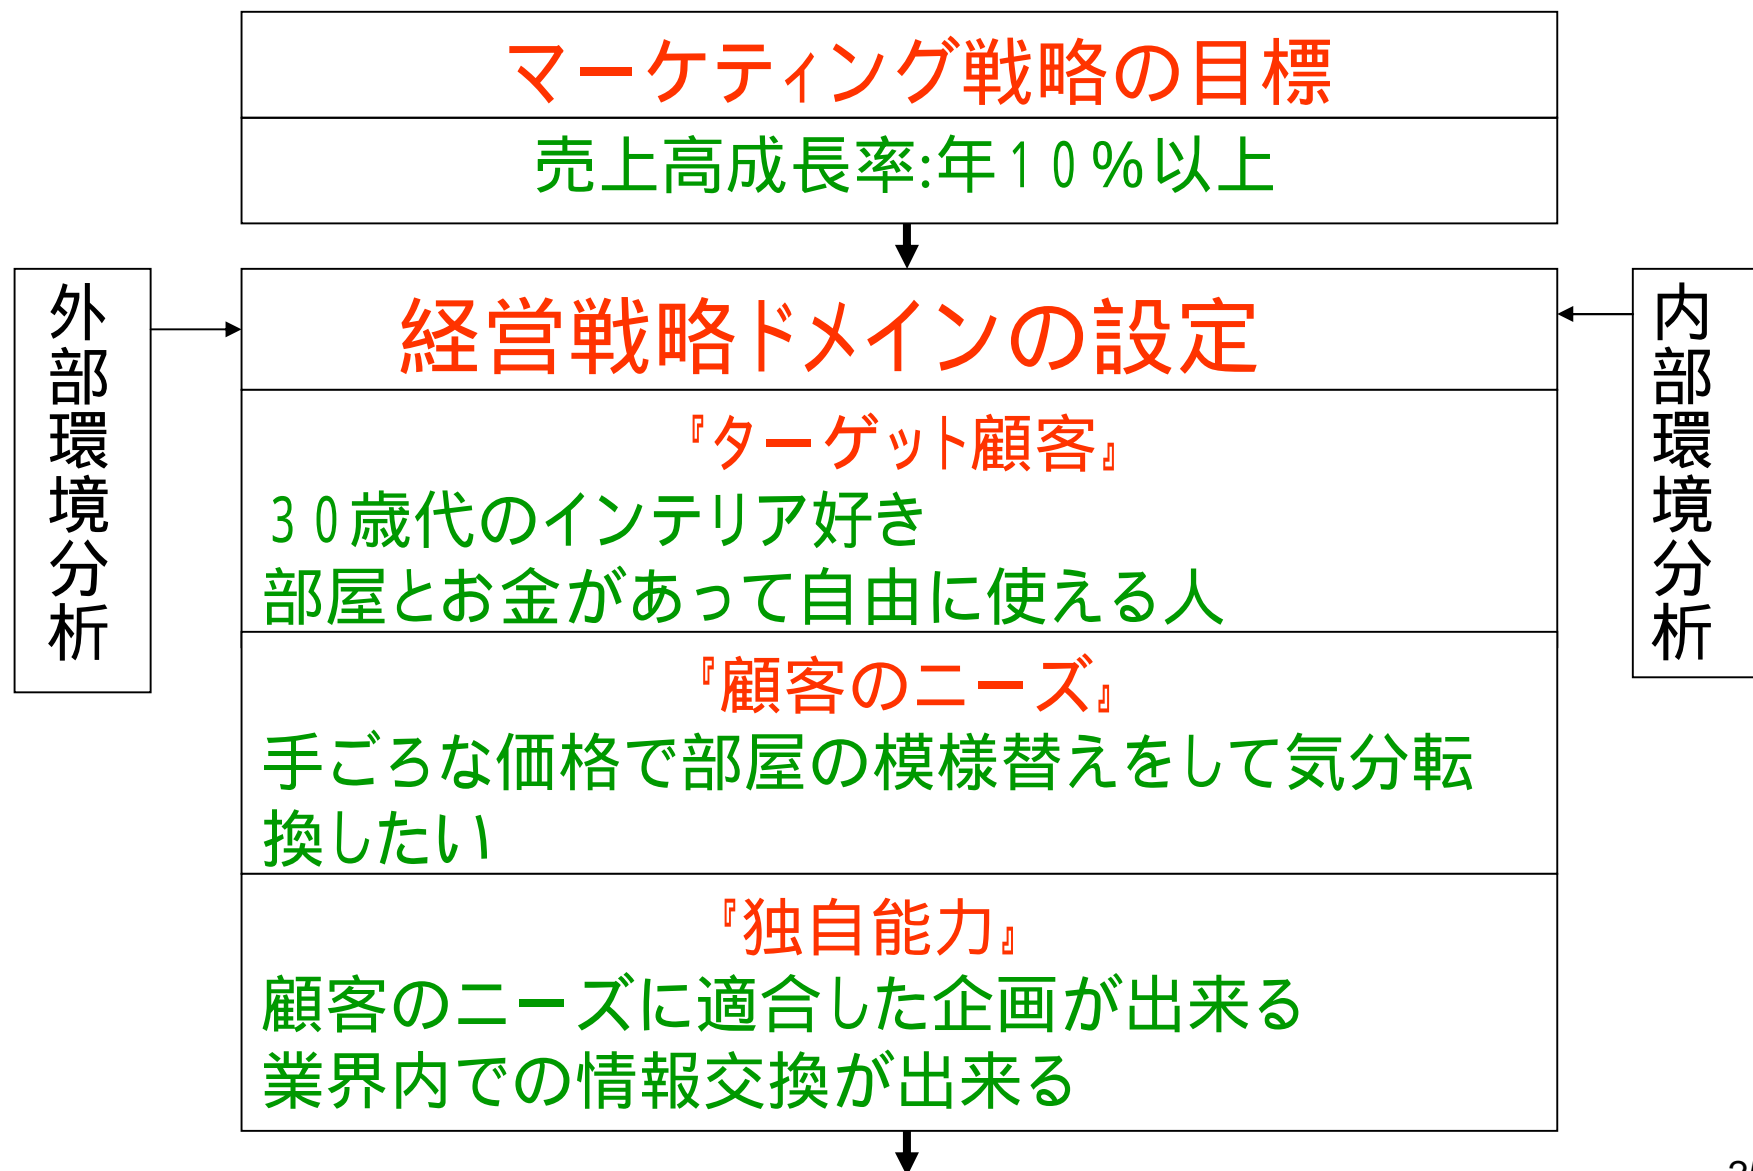 マーケティング戦略の目標
売上高成長率:年１０％以上
外部環境分析
経営戦略ドメインの設定
『ターゲット顧客』
３０歳代のインテリア好き
部屋とお金があって自由に使える人
『顧客のニーズ』
手ごろな価格で部屋の模様替えをして気分転
換したい
『独自能力』
顧客のニーズに適合した企画が出来る
業界内での情報交換が出来る
内部環境分析